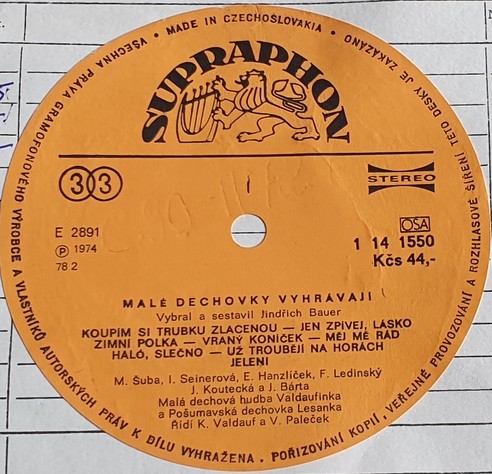 • MADE IN CZECHOSLOVAKIA •
VŠECHNA PRÁVA GRAMOFONOVÉHO VÝROBCE A VLASTNÍKŮ AUTORSKÝCH PRÁV K DÍLU VYHRAŽENA. • POŘIZOVÁNÍ KOPIÍ, VEŘEJNÉ PROVOZOVÁNÍ A ROZHLASOVÉ ŠÍŘENÍ TÉTO DESKY JE ZAKÁZÁNO
SUPRAPHON
33
STEREO
I
E 2891
Ⓟ 1974
78 2
OSA
1 14 1550
Kčs 44,-
MALÉ DECHOVKY VYHRÁVAJÍ
Vybral a sestavil Jindřich Bauer
KOUPÍM SI TRUBKU ZLACENOU — JEN ZPÍVEJ, LÁSKO
ZIMNÍ POLKA — VRANÝ KONÍČEK — MĚJ MĚ RÁD
HALÓ, SLEČNO — UŽ TROUBĚJÍ NA HORÁCH
JELENI
M. Šuba, I. Seinerová, E. Hanzlíček, F. Ledinský
J. Koutecká a J. Bárta
Malá dechová hudba Valdaufinka
a Pošumavská dechovka Lesanka
Řídí K. Valdauf a V. Paleček